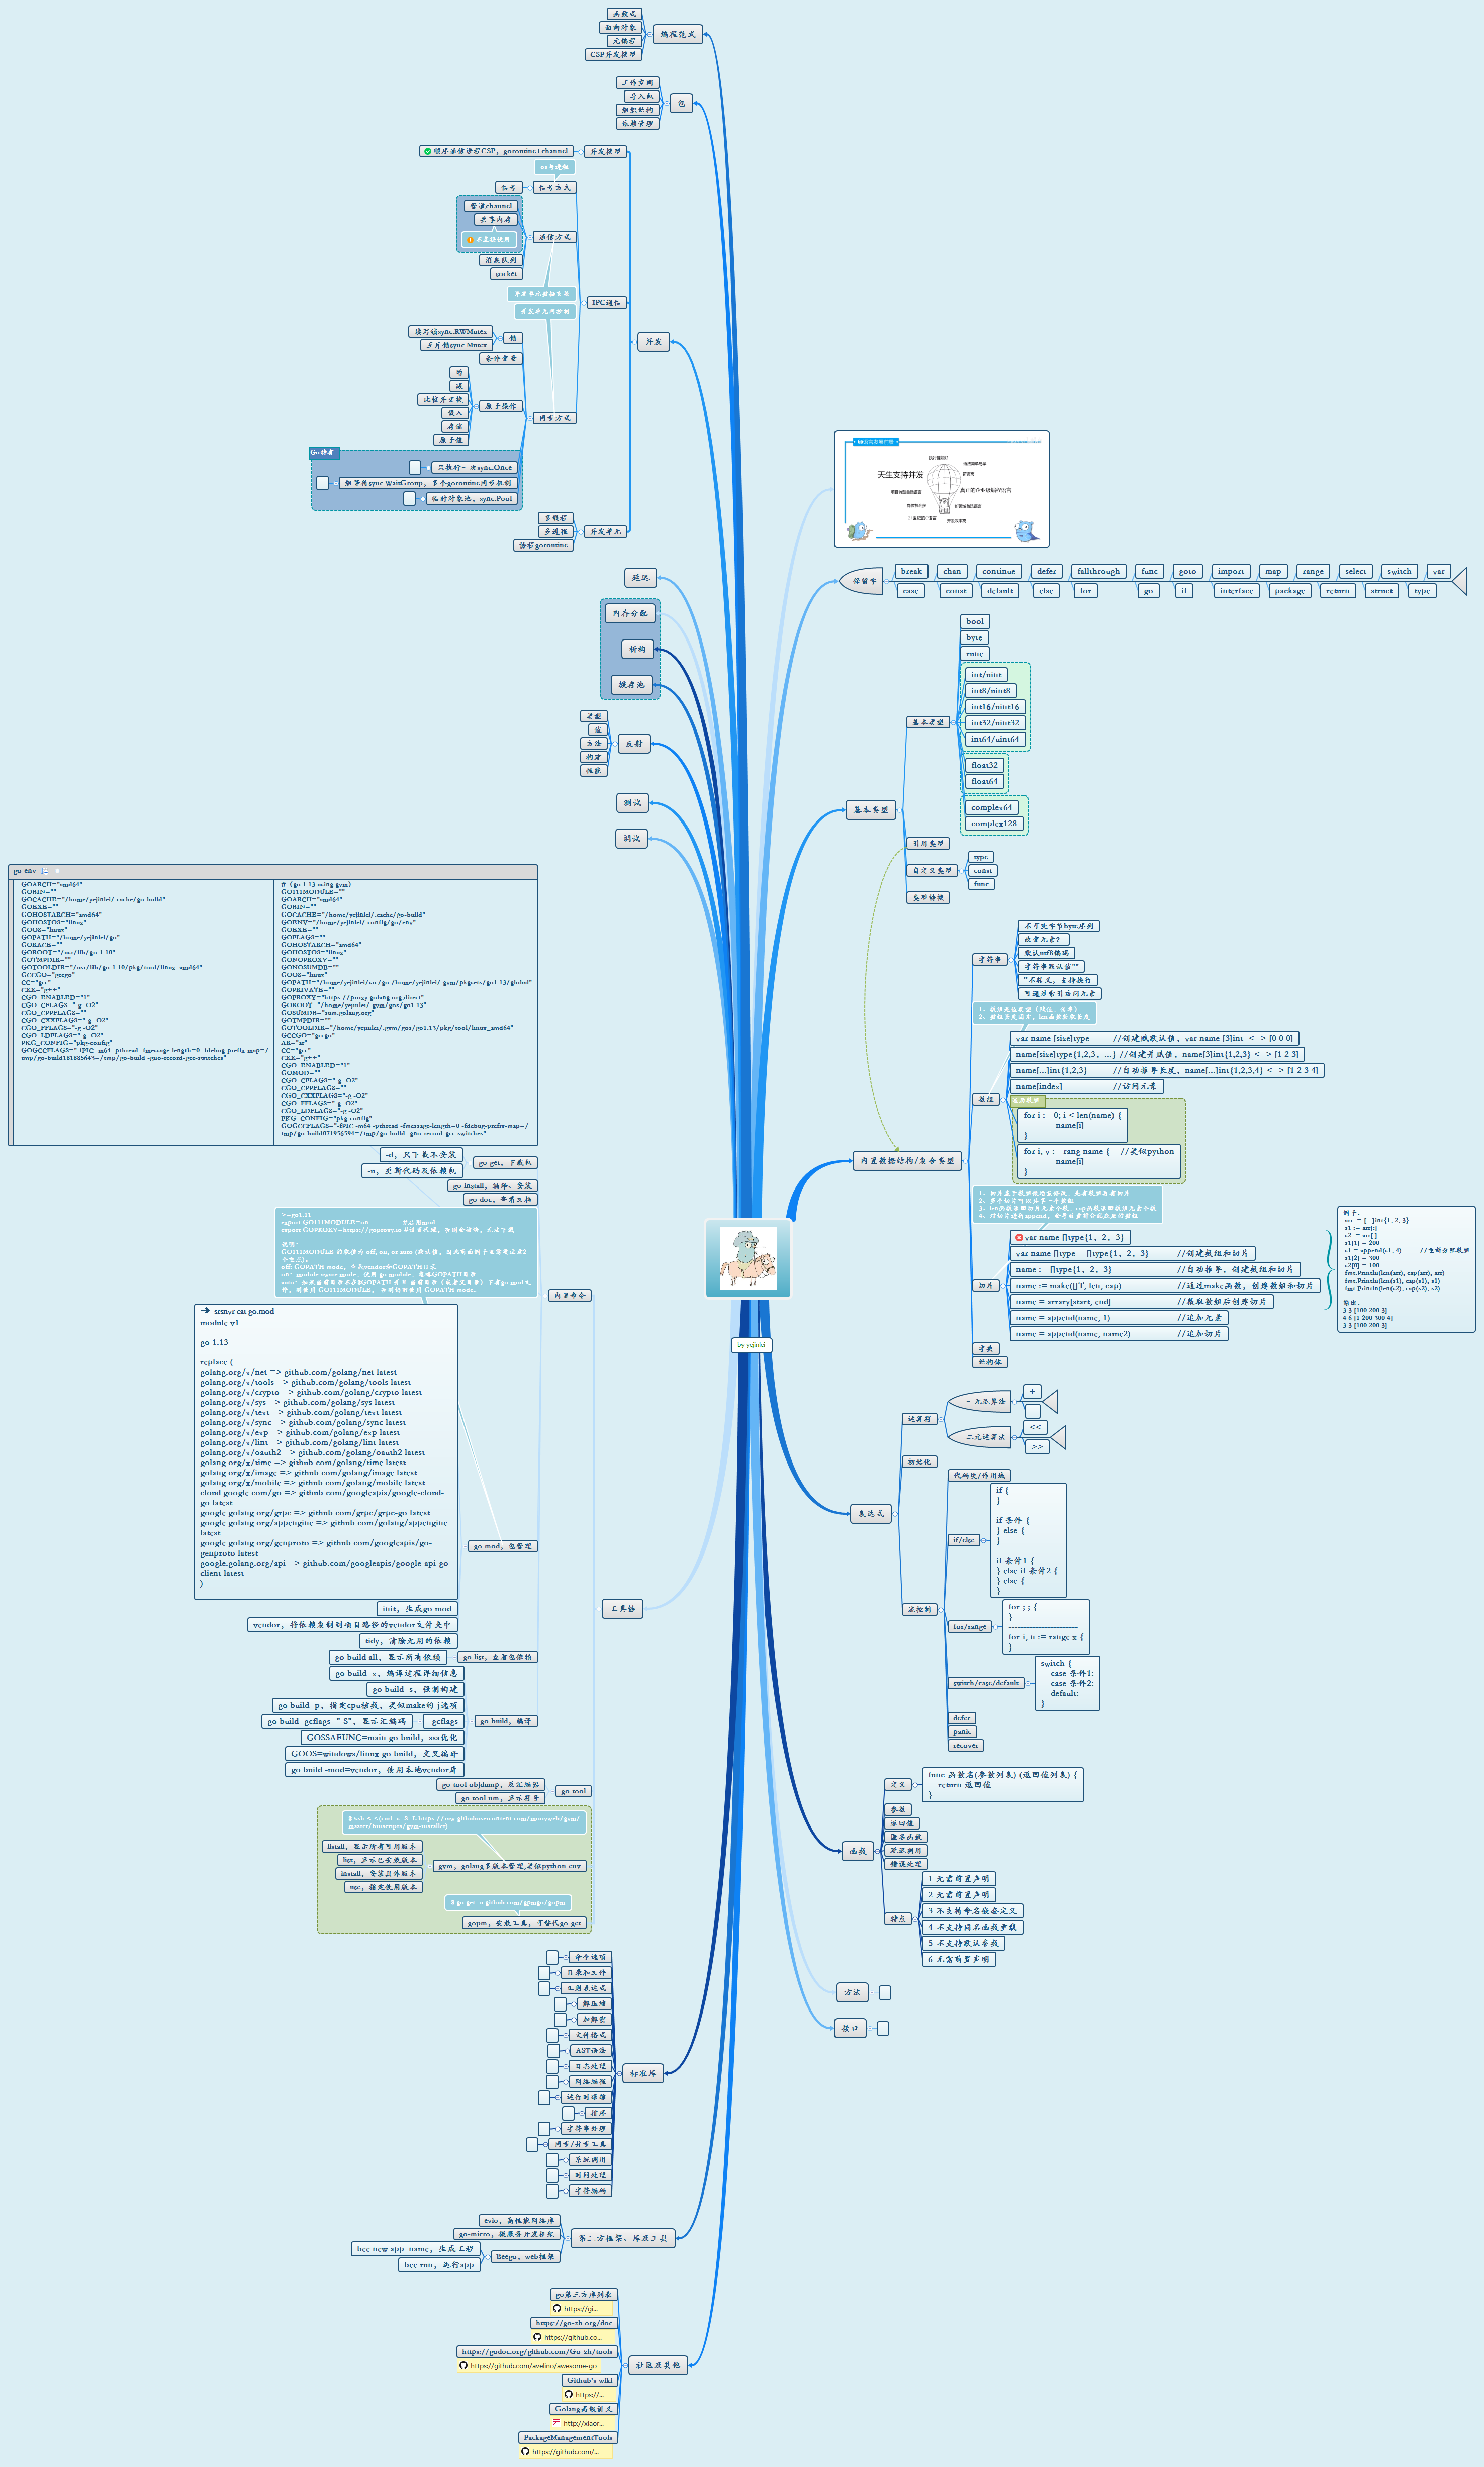 函数式
面向对象
元编程
CSP并发模型
编程范式
工作空间
导入包
组织结构
依赖管理
包
顺序通信进程CSP，goroutine+channel
并发模型
os与进程
信号
信号方式
管道channel
共享内存
不直接使用
消息队列
socket
通信方式
并发单元数据交换
并发单元间控制
IPC通信
并发
读写锁sync.RWMutex
互斥锁sync.Mutex
锁
条件变量
增
减
比较并交换
载入
存储
原子值
原子操作
同步方式
Go特有
只执行一次sync.Once
组等待sync.WaitGroup，多个goroutine同步机制
临时对象池，sync.Pool
多线程
多进程
协程goroutine
并发单元
延迟
内存分配
析构
缓存池
类型
值
方法
构建
性能
反射
测试
调试
go env
GOARCH="amd64"
GOBIN=""
GOCACHE="/home/yejinlei/.cache/go-build"
GOEXE=""
GOHOSTARCH="amd64"
GOHOSTOS="linux"
GOOS="linux"
GOPATH="/home/yejinlei/go"
GORACE=""
GOROOT="/usr/lib/go-1.10"
GOTMPDIR=""
GOTOOLDIR="/usr/lib/go-1.10/pkg/tool/linux_amd64"
GCCGO="gccgo"
CC="gcc"
CXX="g++"
CGO_ENABLED="1"
CGO_CFLAGS="-g -O2"
CGO_CPPFLAGS=""
CGO_CXXFLAGS="-g -O2"
CGO_FFLAGS="-g -O2"
CGO_LDFLAGS="-g -O2"
PKG_CONFIG="pkg-config"
GOGCCFLAGS="-fPIC -m64 -pthread -fmessage-length=0 -fdebug-prefix-map=/
tmp/go-build181885643=/tmp/go-build -gno-record-gcc-switches"
#（go.1.13 using gvm）
GO111MODULE=""
GOARCH="amd64"
GOBIN=""
GOCACHE="/home/yejinlei/.cache/go-build"
GOENV="/home/yejinlei/.config/go/env"
GOEXE=""
GOFLAGS=""
GOHOSTARCH="amd64"
GOHOSTOS="linux"
GONOPROXY=""
GONOSUMDB=""
GOOS="linux"
GOPATH="/home/yejinlei/src/go:/home/yejinlei/.gvm/pkgsets/go1.13/global"
GOPRIVATE=""
GOPROXY="https://proxy.golang.org,direct"
GOROOT="/home/yejinlei/.gvm/gos/go1.13"
GOSUMDB="sum.golang.org"
GOTMPDIR=""
GOTOOLDIR="/home/yejinlei/.gvm/gos/go1.13/pkg/tool/linux_amd64"
GCCGO="gccgo"
AR="ar"
CC="gcc"
CXX="g++"
CGO_ENABLED="1"
GOMOD=""
CGO_CFLAGS="-g -O2"
CGO_CPPFLAGS=""
CGO_CXXFLAGS="-g -O2"
CGO_FFLAGS="-g -O2"
CGO_LDFLAGS="-g -O2"
PKG_CONFIG="pkg-config"
GOGCCFLAGS="-fPIC -m64 -pthread -fmessage-length=0 -fdebug-prefix-map=/
tmp/go-build071956594=/tmp/go-build -gno-record-gcc-switches"
-d，只下载不安装
-u，更新代码及依赖包
go get，下载包
go install，编译、安装
go doc，查看文档
>=go1.11
export GO111MODULE=on #启用mod
export GOPROXY=https://goproxy.io #设置代理，否则会被墙，无法下载
说明:
GO111MODULE 的取值为 off, on, or auto (默认值，因此前面例子里需要注意2
个重点)。
off: GOPATH mode，查找vendor和GOPATH目录
on：module-aware mode，使用 go module，忽略GOPATH目录
auto：如果当前目录不在$GOPATH 并且 当前目录（或者父目录）下有go.mod文
件，则使用 GO111MODULE， 否则仍旧使用 GOPATH mode。
内置命令
srsnyr cat go.mod
module v1
go 1.13
replace (
golang.org/x/net => github.com/golang/net latest
golang.org/x/tools => github.com/golang/tools latest
golang.org/x/crypto => github.com/golang/crypto latest
golang.org/x/sys => github.com/golang/sys latest
golang.org/x/text => github.com/golang/text latest
golang.org/x/sync => github.com/golang/sync latest
golang.org/x/exp => github.com/golang/exp latest
golang.org/x/lint => github.com/golang/lint latest
golang.org/x/oauth2 => github.com/golang/oauth2 latest
golang.org/x/time => github.com/golang/time latest
golang.org/x/image => github.com/golang/image latest
golang.org/x/mobile => github.com/golang/mobile latest
cloud.google.com/go => github.com/googleapis/google-cloud-
go latest
google.golang.org/grpc => github.com/grpc/grpc-go latest
google.golang.org/appengine => github.com/golang/appengine
latest
google.golang.org/genproto => github.com/googleapis/go-
genproto latest
google.golang.org/api => github.com/googleapis/google-api-go-
client latest
)
go mod，包管理
init，生成go.mod
vendor，将依赖复制到项目路径的vendor文件夹中
tidy，清除无用的依赖
go build all，显示所有依赖
go list，查看包依赖
go build -x，编译过程详细信息
go build -s，强制构建
go build -p，指定cpu核数，类似make的-j选项
go build -gcflags="-S"，显示汇编码
-gcflags
go build，编译
GOSSAFUNC=main go build，ssa优化
GOOS=windows/linux go build，交叉编译
go build -mod=vendor，使用本地vendor库
go tool objdump，反汇编器
go tool nm，显示符号
go tool
工具链
$ zsh < <(curl -s -S -L https://raw.githubusercontent.com/moovweb/gvm/
master/binscripts/gvm-installer)
listall，显示所有可用版本
list，显示已安装版本
install，安装具体版本
use，指定使用版本
gvm，golang多版本管理,类似python env
$ go get -u github.com/gpmgo/gopm
gopm，安装工具，可替代go get
命令选项
目录和文件
正则表达式
解压缩
加解密
文件格式
AST语法
日志处理
网络编程
运行时跟踪
排序
字符串处理
同步/异步工具
系统调用
时间处理
字符编码
标准库
evio，高性能网络库
go-micro，微服务开发框架
bee new app_name，生成工程
bee run，运行app
Beego，web框架
第三方框架、库及工具
go第三方库列表
https://gi...
https://go-zh.org/doc
https://github.co...
https://godoc.org/github.com/Go-zh/tools
https://github.com/avelino/awesome-go
Github's wiki
https://...
Golang高级讲义
http://xiaor...
PackageManagementTools
https://github.com/...
社区及其他
by yejinlei
Go语言发展前景
执行性能好
天生支持并发
语法简单易学
薪资高
项目转型首选语言
真正的企业级编程语言
岗位机会多
新领域首选语言
21世纪的C语言
开发效率高
保留字
break chan continue defer fallthrough func goto import map range select switch var
case const default else for go if interface package return struct type
bool
byte
rune
int/uint
int8/uint8
int16/uint16
int32/uint32
int64/uint64
float32
float64
complex64
complex128
基本类型
基本类型
引用类型
自定义类型
type
const
func
类型转换
字符串
不可变字节byte序列
改变元素?
默认utf8编码
字符串默认值""
"不转义，支持换行
可通过索引访问元素
1、数组是值类型（赋值，传参）
2、数组长度固定，len函数获取长度
数组
var name [size]type //创建赋默认值，var name [3]int <=> [0 0 0]
name[size]type{1,2,3, ...} //创建并赋值，name[3]int{1,2,3} <=> [1 2 3]
name[...]int{1,2,3} //自动推导长度，name[...]int{1,2,3,4} <=> [1 2 3 4]
name[index] //访问元素
遍历数组
for i := 0; i < len(name) {
name[i]
}
for i, v := rang name { //类似python
name[i]
}
内置数据结构/复合类型
1、切片基于数组做增查修改，先有数组再有切片
2、多个切片可以共享一个数组
3、len函数返回切片元素个数，cap函数返回数组元素个数
4、对切片进行append，会导致重新分配底层的数组
切片
var name []type{1，2，3}
var name []type = []type{1，2，3} //创建数组和切片
name := []type{1，2，3} //自动推导，创建数组和切片
name := make([]T, len, cap) //通过make函数，创建数组和切片
name = arrary[start, end] //截取数组后创建切片
name = append(name, 1) //追加元素
name = append(name, name2) //追加切片
例子：
arr := [...]int{1, 2, 3}
s1 := arr[:]
s2 := arr[:]
s1[1] = 200
s1 = append(s1, 4) //重新分配数组
s1[2] = 300
s2[0] = 100
fmt.Println(len(arr), cap(arr), arr)
fmt.Println(len(s1), cap(s1), s1)
fmt.Println(len(s2), cap(s2), s2)
输出：
3 3 [100 200 3]
4 6 [1 200 300 4]
3 3 [100 200 3]
字典
结构体
运算符
一元运算法
+
-
二元运算法
<<
>>
初始化
表达式
代码块/作用域
if/else
if {
}
------------
if 条件 {
} else {
}
----------------------
if 条件1 {
} else if 条件2 {
} else {
}
流控制
for/range
for ; ; {
}
-------------------------
for i, n := range x {
}
switch/case/default
switch {
case 条件1:
case 条件2:
default:
}
defer
panic
recover
定义
func 函数名(参数列表) (返回值列表) {
return 返回值
}
参数
返回值
匿名函数
延迟调用
错误处理
函数
特点
1 无需前置声明
2 无需前置声明
3 不支持命名嵌套定义
4 不支持同名函数重载
5 不支持默认参数
6 无需前置声明
方法
接口